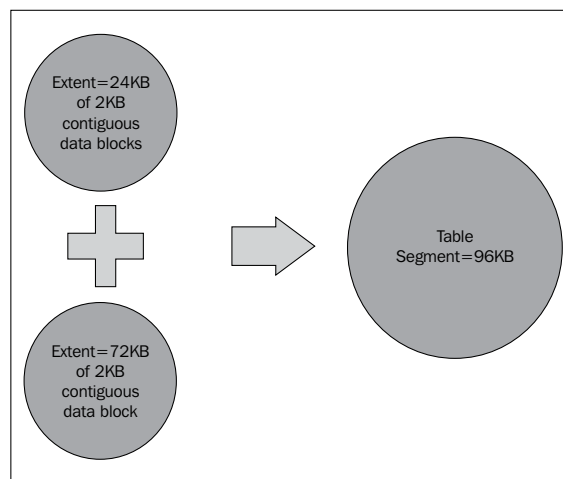 Extent=24KB
of 2KB
contiguous
data blocks
Extent=72KB
of 2KB
contiguous
data block
Table
Segment=96KB